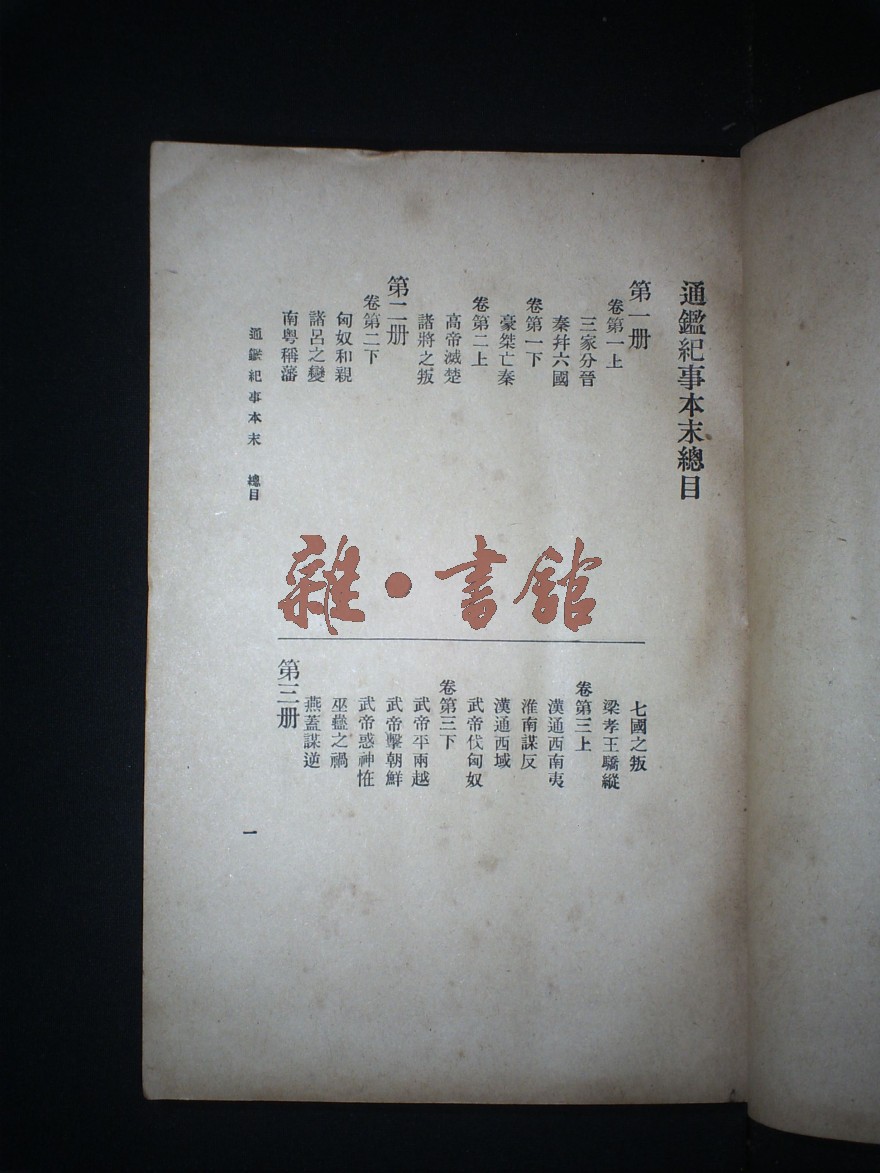 通鑑紀事本末總目
第一册
卷第一上
三家分晉
秦幷六國
卷第一下
豪桀亡秦
卷第二上
高帝滅楚
諸將之叛
第二册
卷第二下
匈奴和親
諸呂之變
南粤稱藩
七國之叛
梁孝王驕縱
卷第三上
漢通西南夷
淮南謀反
漢通西域
武帝伐匈奴
卷第三下
武帝平兩越
武帝擊朝鮮
武帝惑神恠
巫蠱之禍
燕蓋謀逆
第三册
通鑑紀事本末 總目
一
雜·書館